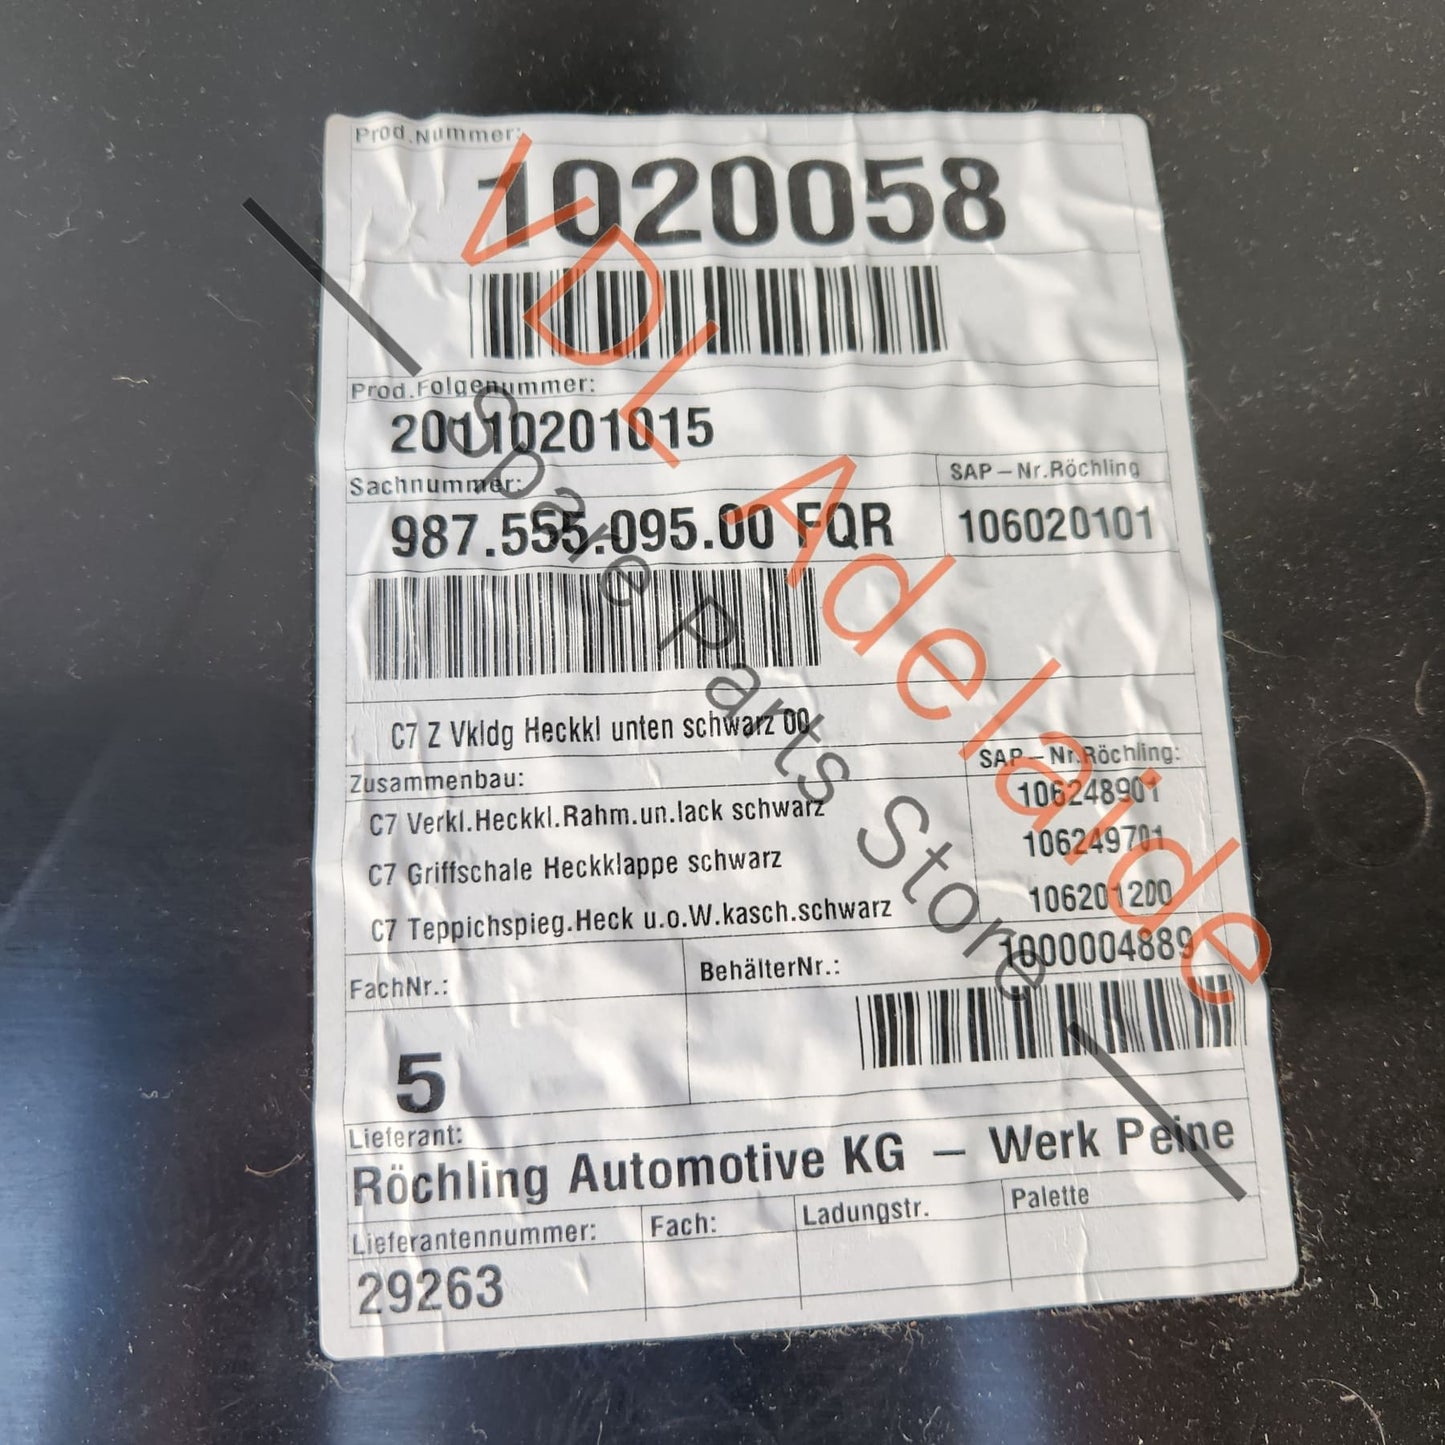 Prod.Nummer:
1020058
Prod.Folgenummer:
20110201015
Sachnummer:
SAP-Nr.Röchling
987.555.095.00 FQR
106020101
C7 Z Vkldg Heckkl unten schwarz 00
Zusammenbau:
SAP-Nr.Röchling:
C7 Verkl.Heckkl.Rahm.un.lack schwarz
106248901
C7 Griffschale Heckklappe schwarz
106249701
C7 Teppichspieg.Heck u.o.W.kasch.schwarz
106201200
FachNr.:
BehälterNr.:
1000004889
5
Lieferant:
Röchling Automotive KG – Werk Peine
Lieferantennummer:
Fach:
Ladungstr.
Palette
29263
VDL Adelaide
Spare Parts Store